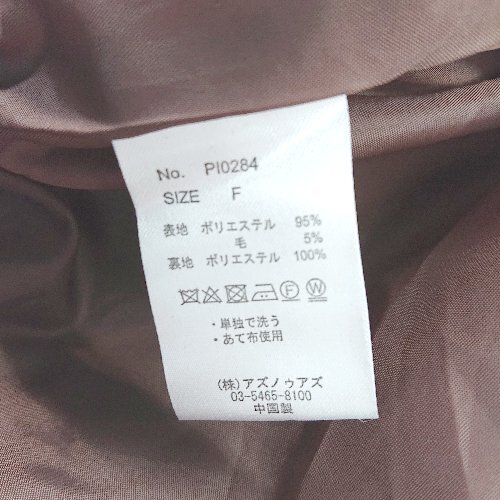 No. PI0284
SIZE F
表地 ポリエステル 95%
毛 5%
裏地 ポリエステル 100%
F W
・単独で洗う
・あて布使用
(株)アズノゥアズ
03-5465-8100
中国製